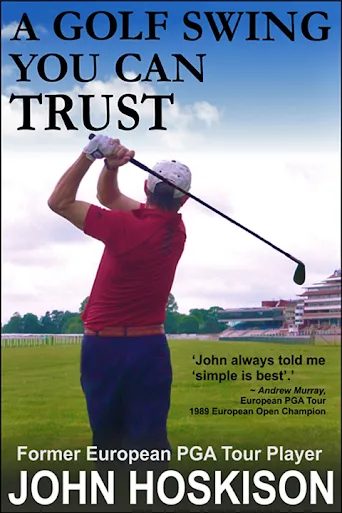 A GOLF SWING
YOU CAN
TRUST
‘John always told me
‘simple is best’.’
~ Andrew Murray,
European PGA Tour
1989 European Open Champion
Former European PGA Tour Player
JOHN HOSKISON